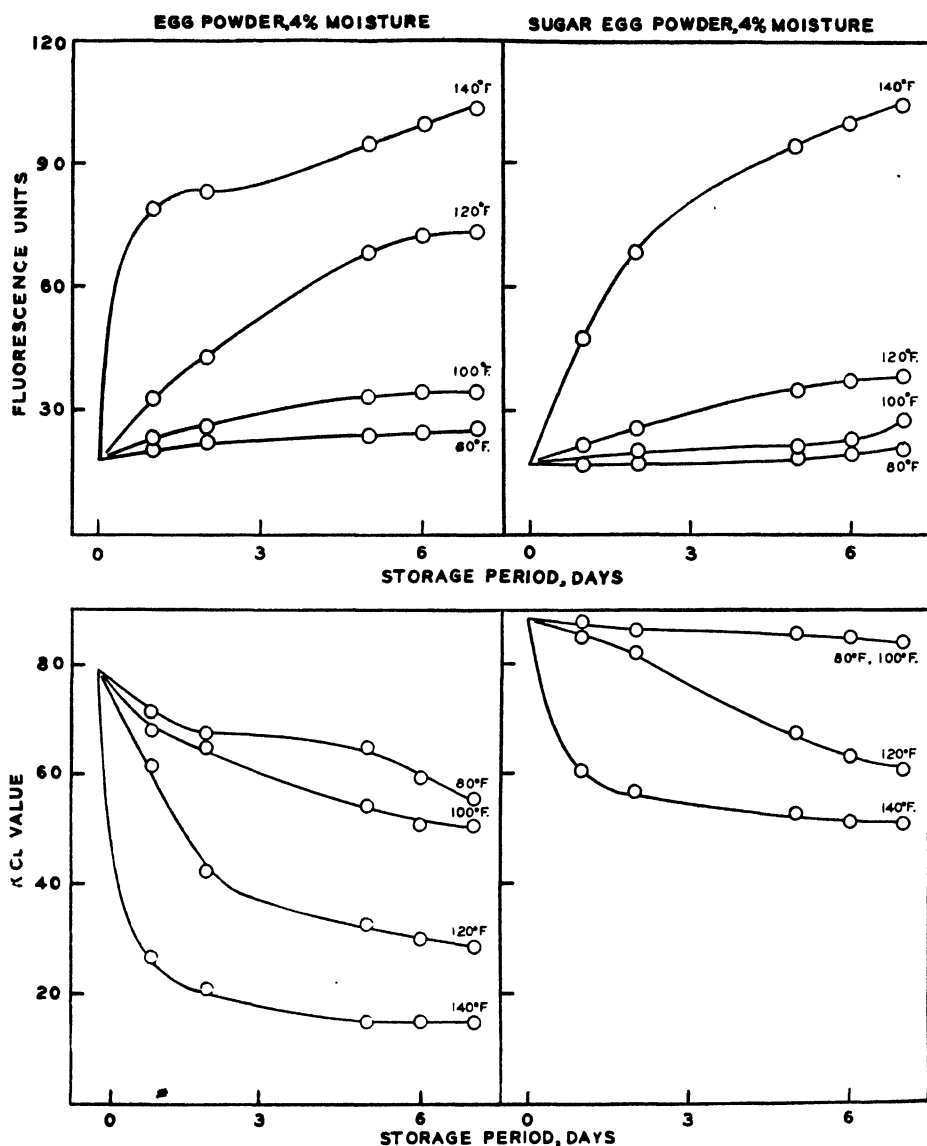 EGG POWDER, 4% MOISTURE
SUGAR EGG POWDER, 4% MOISTURE
120
90
60
30
FLUORESCENCE UNITS
140°F
120°F
100°F
80°F.
140°F
120°F.
100°F
80°F
0 3 6 0 3 6
STORAGE PERIOD, DAYS
80
60
40
20
KCL VALUE
80°F
100°F.
120°F
140°F
80°F, 100°F.
120°F
140°F.
0 3 6 0 3 6
STORAGE PERIOD, DAYS